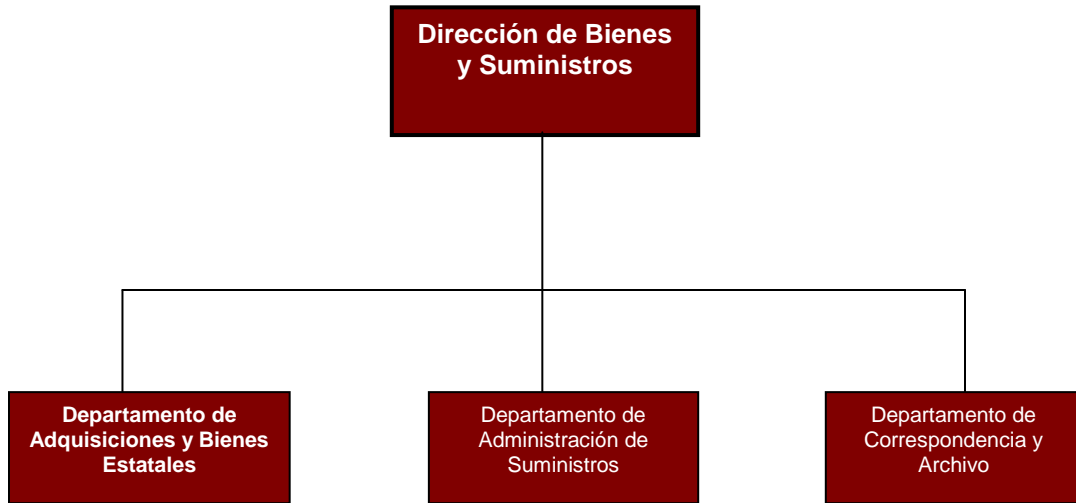 Dirección de Bienes
y Suministros
Departamento de
Adquisiciones y Bienes
Estatales
Departamento de
Administración de
Suministros
Departamento de
Correspondencia y
Archivo